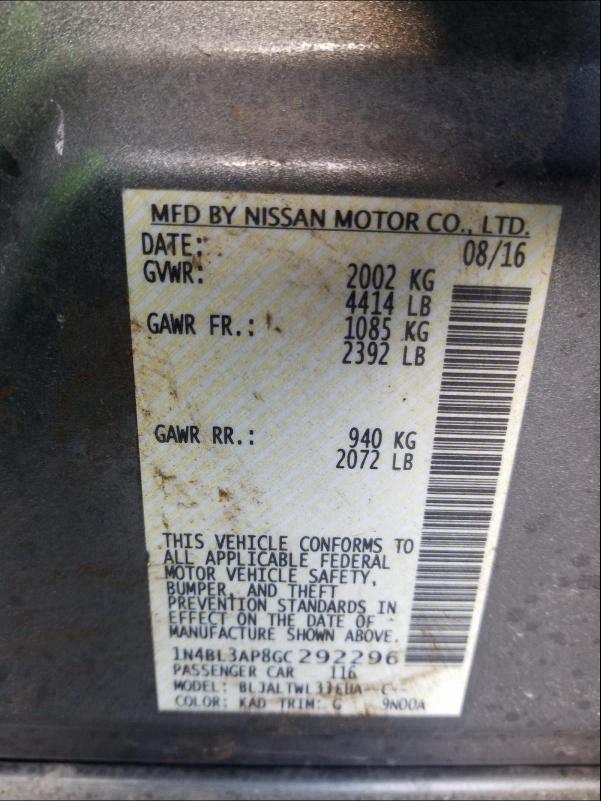 MFD BY NISSAN MOTOR CO., LTD.
DATE: 08/16
GVWR: 2002 KG
4414 LB
GAWR FR.: 1085 KG
2392 LB
GAWR RR.: 940 KG
2072 LB
THIS VEHICLE CONFORMS TO
ALL APPLICABLE FEDERAL
MOTOR VEHICLE SAFETY,
BUMPER, AND THEFT
PREVENTION STANDARDS IN
EFFECT ON THE DATE OF
MANUFACTURE SHOWN ABOVE.
1N4BL3AP8GC292296
PASSENGER CAR 116
MODEL:
COLOR: KAD TRIM: G 9NOOA